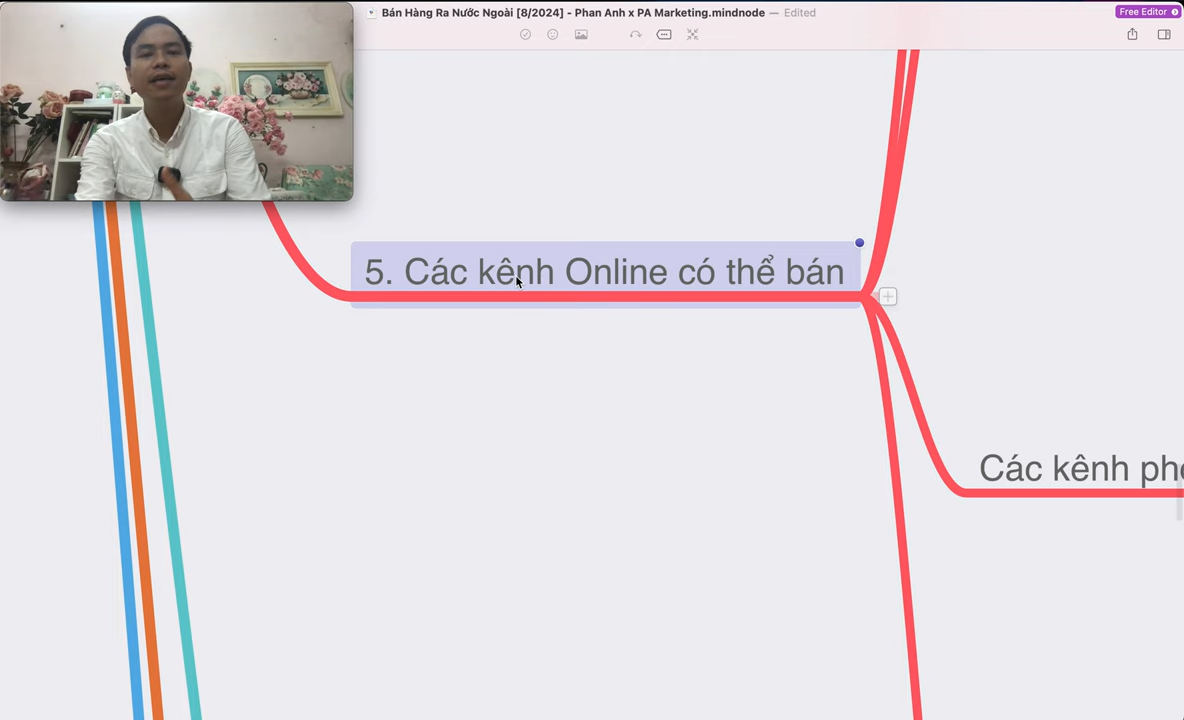 Bán Hàng Ra Nước Ngoài [8/2024] - Phan Anh x PA Marketing.mindnode — Edited
Free Editor
5. Các kênh Online có thể bán
Các kênh